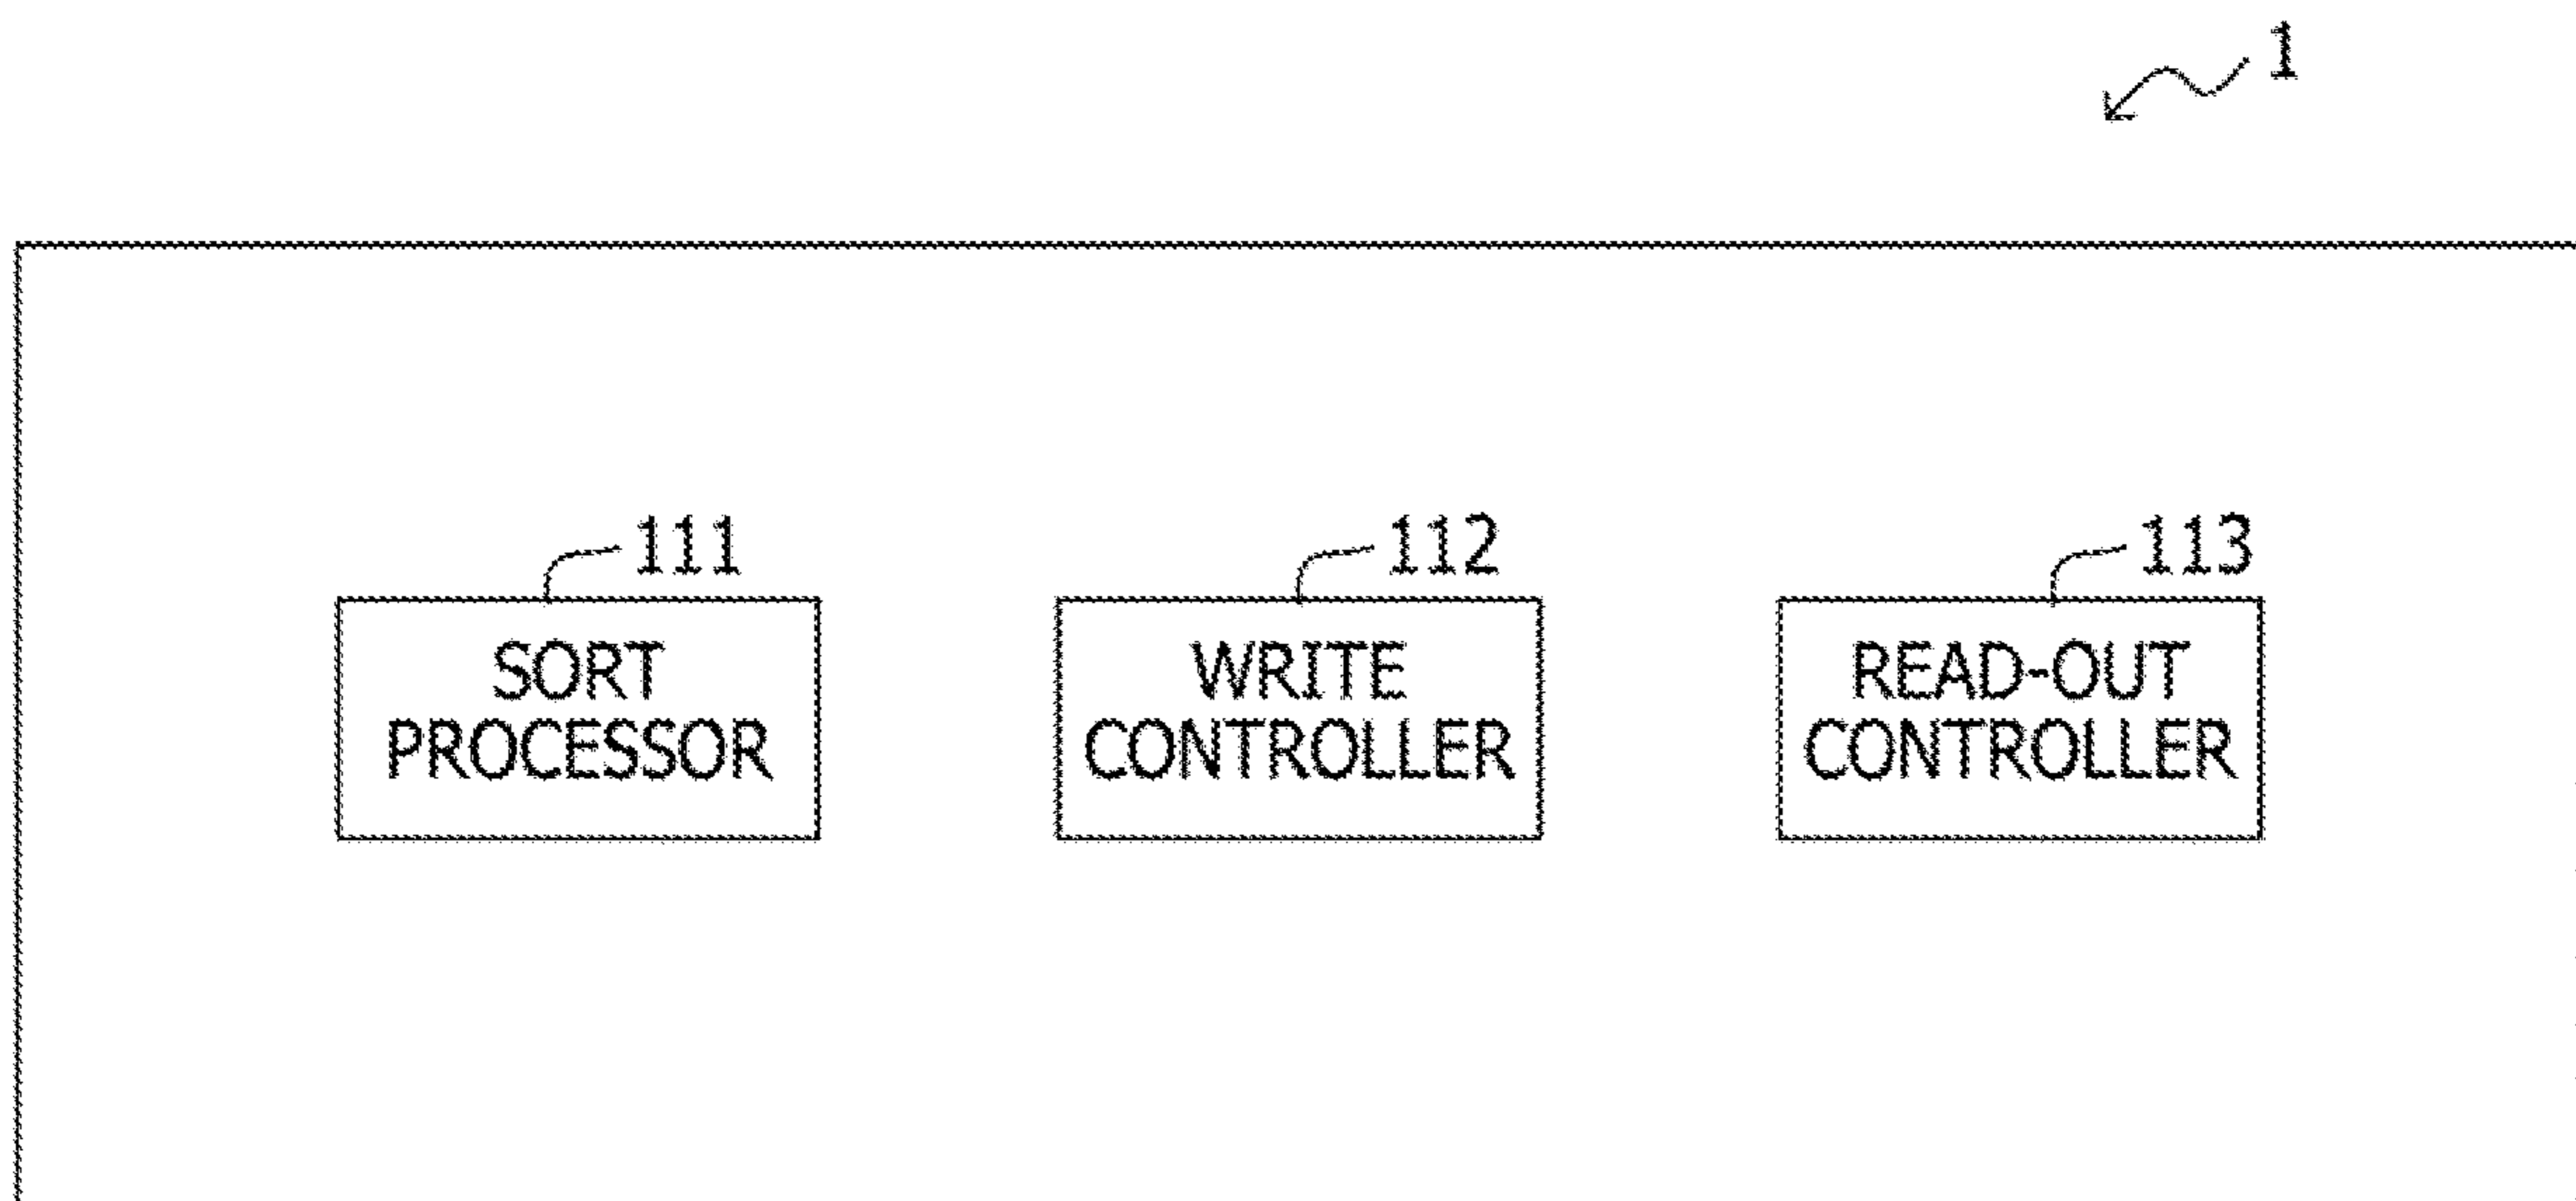 1
111
112
113
SORT
PROCESSOR
WRITE
CONTROLLER
READ-OUT
CONTROLLER